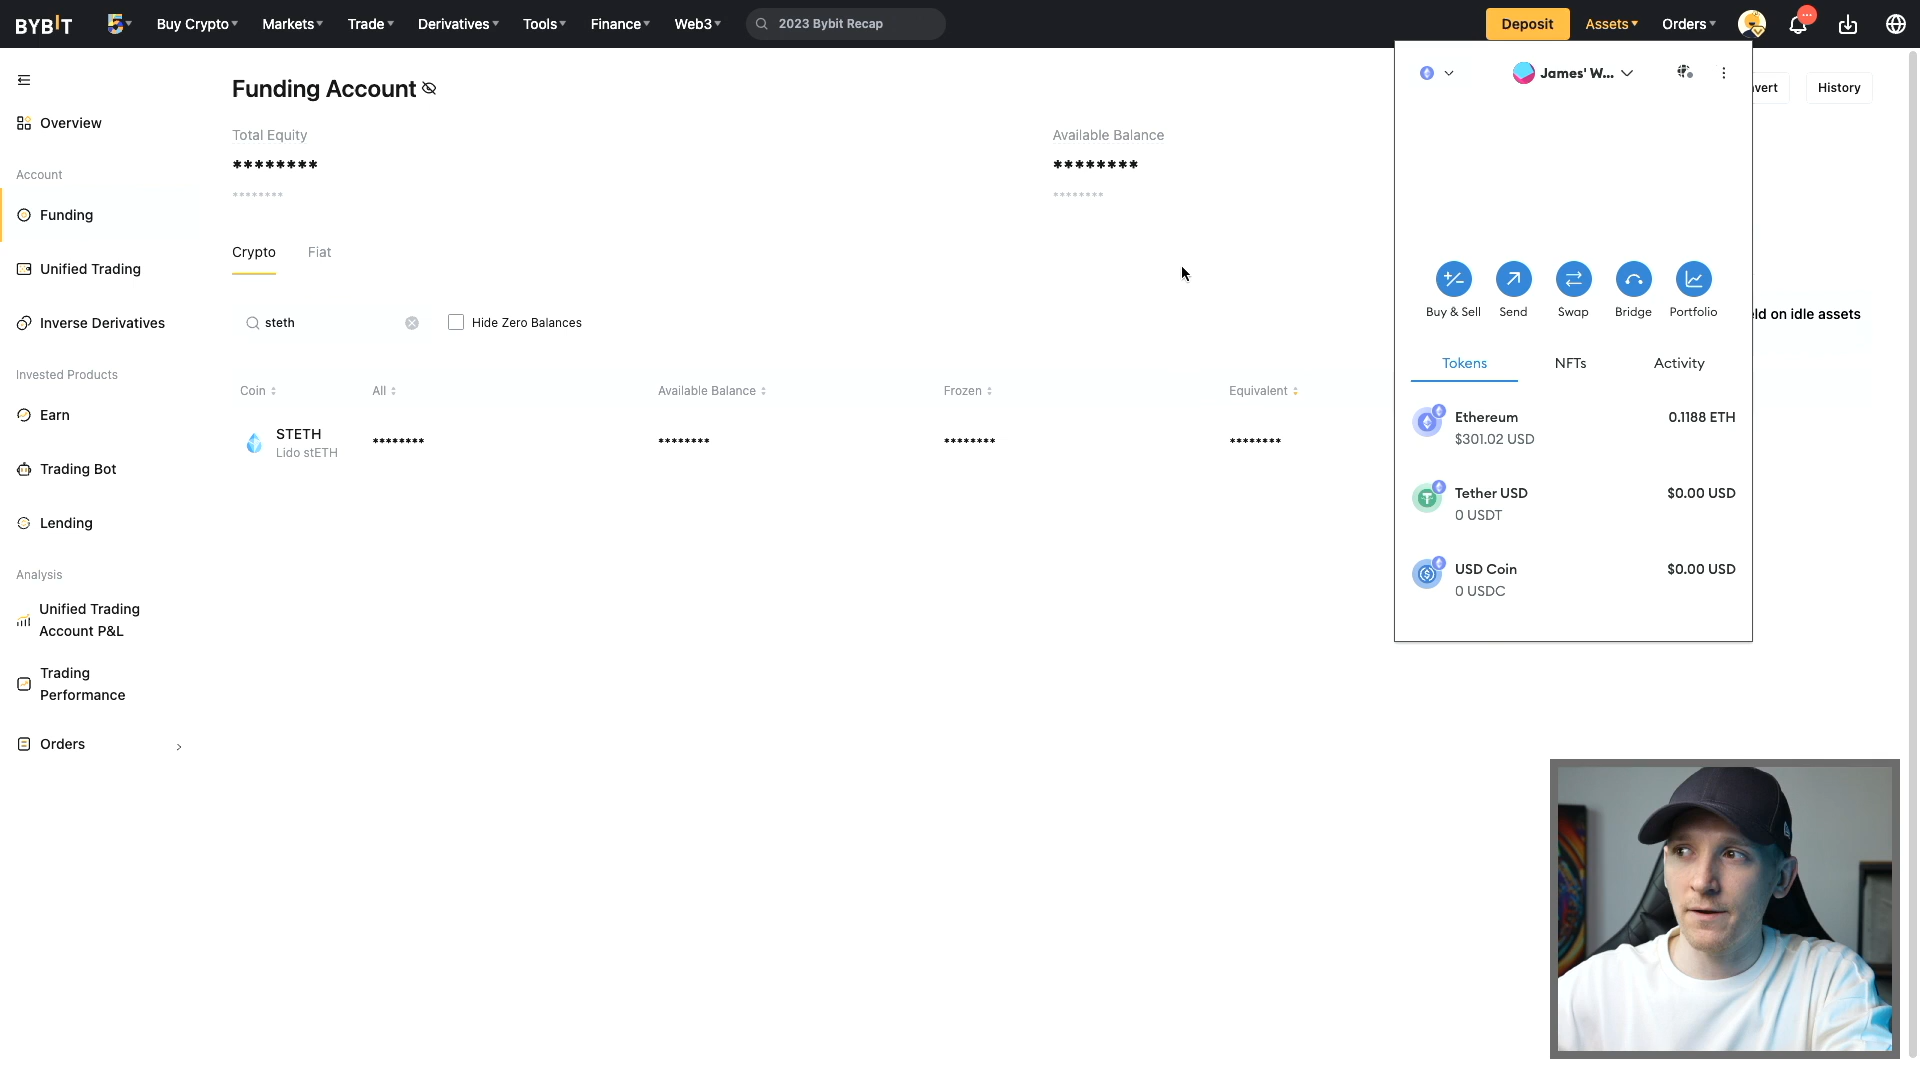 BYBIT
Buy Crypto
Markets
Trade
Derivatives
Tools
Finance
Web3
2023 Bybit Recap
Deposit
Assets
Orders
Overview
Account
Funding
Unified Trading
Inverse Derivatives
Invested Products
Earn
Trading Bot
Lending
Analysis
Unified Trading
Account P&L
Trading
Performance
Orders
Funding Account
Total Equity
********
********
Available Balance
********
********
Crypto
Fiat
steth
Hide Zero Balances
Coin
All
Available Balance
Frozen
Equivalent
STETH
Lido stETH
********
********
********
********
History
James' W...
Buy & Sell
Send
Swap
Bridge
Portfolio
on idle assets
Tokens
NFTs
Activity
Ethereum
0.1188 ETH
$301.02 USD
Tether USD
$0.00 USD
0 USDT
USD Coin
$0.00 USD
0 USDC